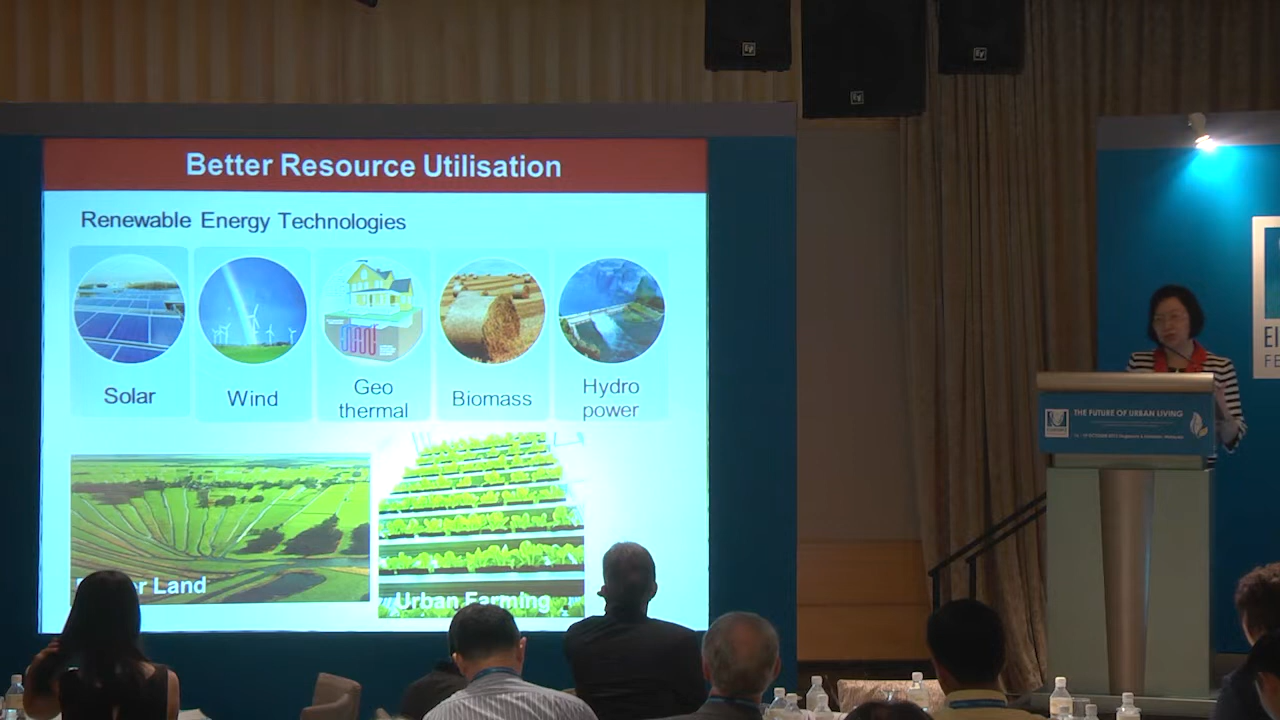 Better Resource Utilisation
Renewable Energy Technologies
Solar
Wind
Geo
thermal
Biomass
Hydro
power
Land
Urban Farming
THE FUTURE OF URBAN LIVING